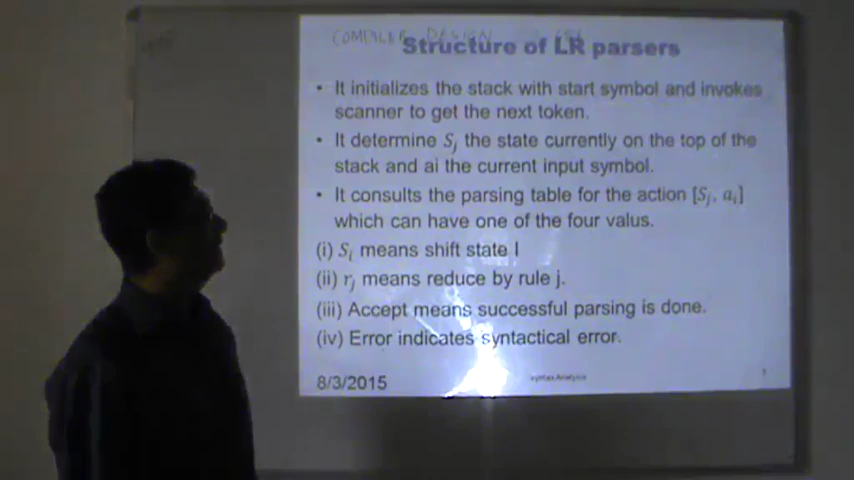 COMPILER DESIGN
Structure of LR parsers
• It initializes the stack with start symbol and invokes
scanner to get the next token.
• It determine Sj the state currently on the top of the
stack and ai the current input symbol.
• It consults the parsing table for the action [Sj, ai]
which can have one of the four valus.
(i) Si means shift state I
(ii) rj means reduce by rule j.
(iii) Accept means successful parsing is done.
(iv) Error indicates syntactical error.
8/3/2015
syntax Analysis